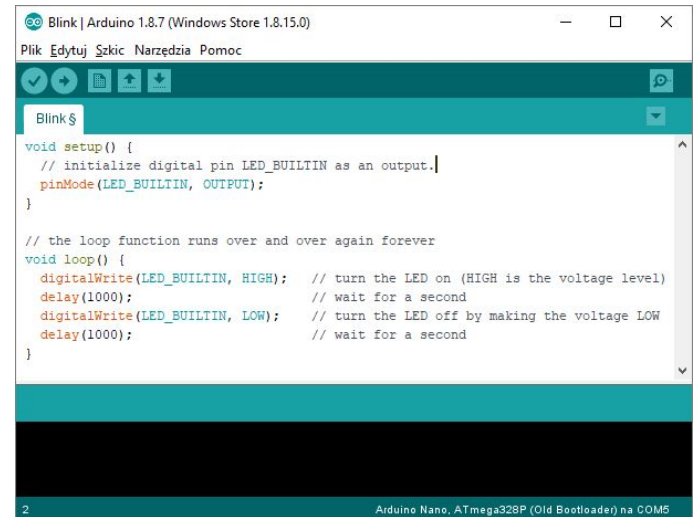 Blink | Arduino 1.8.7 (Windows Store 1.8.15.0)
Plik Edytuj Szkic Narzędzia Pomoc
Blink §
void setup() {
  // initialize digital pin LED_BUILTIN as an output.
  pinMode(LED_BUILTIN, OUTPUT);
}

// the loop function runs over and over again forever
void loop() {
  digitalWrite(LED_BUILTIN, HIGH);   // turn the LED on (HIGH is the voltage level)
  delay(1000);                       // wait for a second
  digitalWrite(LED_BUILTIN, LOW);    // turn the LED off by making the voltage LOW
  delay(1000);                       // wait for a second
}
2 Arduino Nano, ATmega328P (Old Bootloader) na COM5